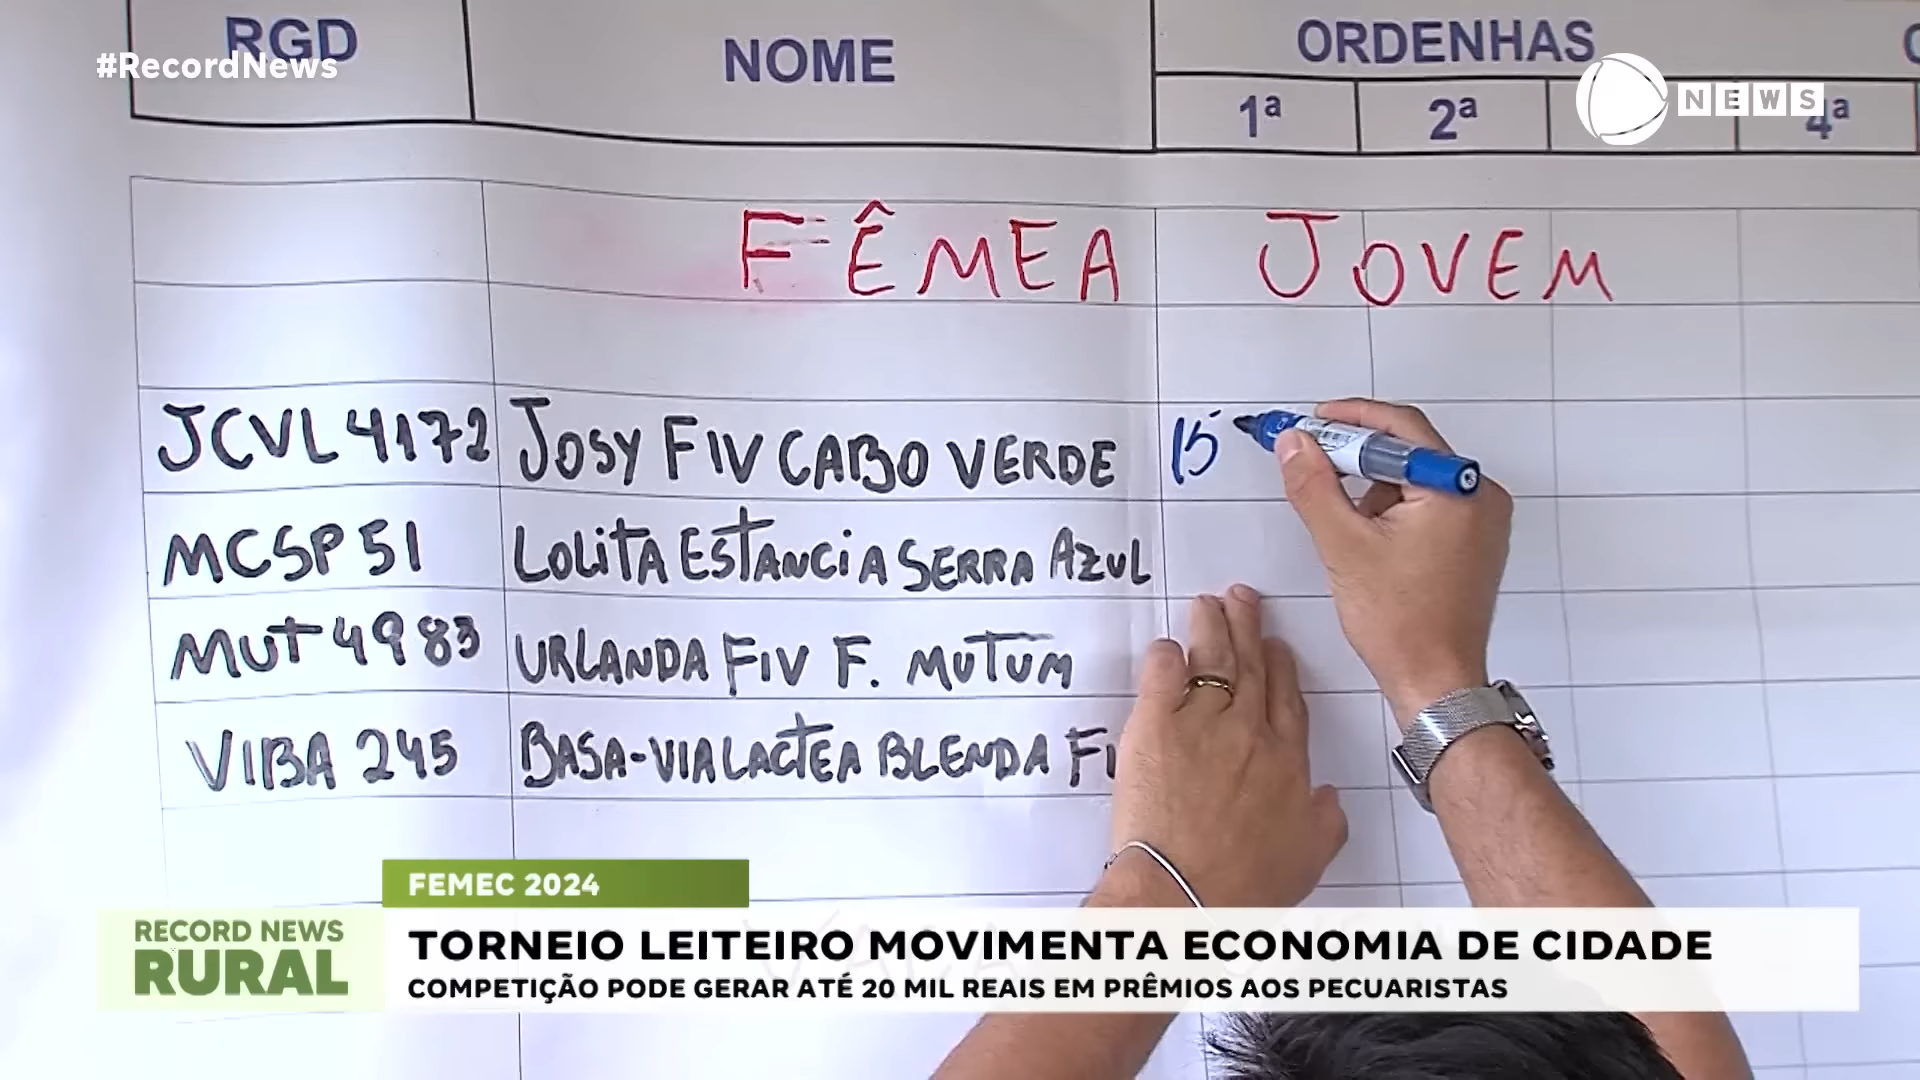 #RecordNews
RGD
NOME
ORDENHAS
1ª
2ª
4ª
NEWS
FÊMEA JOVEM
JCVL 4172 JOSY FIV CABO VERDE 15
MCSP 51 LOLITA ESTANCIA SERRA AZUL
MUT 4983 URLANDA FIV F. MUTUM
VIBA 245 BASA-VIALACTEA BLENDA FI
FEMEC 2024
RECORD NEWS
RURAL
TORNEIO LEITEIRO MOVIMENTA ECONOMIA DE CIDADE
COMPETIÇÃO PODE GERAR ATÉ 20 MIL REAIS EM PRÊMIOS AOS PECUARISTAS